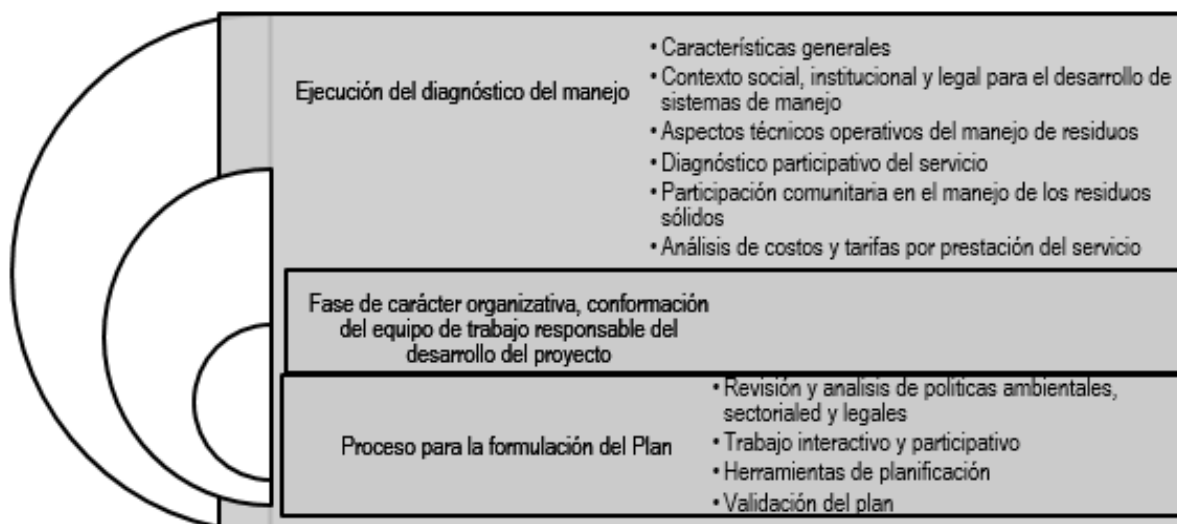 Ejecución del diagnóstico del manejo
• Características generales
• Contexto social, institucional y legal para el desarrollo de
sistemas de manejo
• Aspectos técnicos operativos del manejo de residuos
• Diagnóstico participativo del servicio
• Participación comunitaria en el manejo de los residuos
sólidos
• Análisis de costos y tarifas por prestación del servicio
Fase de carácter organizativa, conformación
del equipo de trabajo responsable del
desarrollo del proyecto
Proceso para la formulación del Plan
• Revisión y analisis de politicas ambientales,
sectorialed y legales
• Trabajo interactivo y participativo
• Herramientas de planificación
• Validación del plan